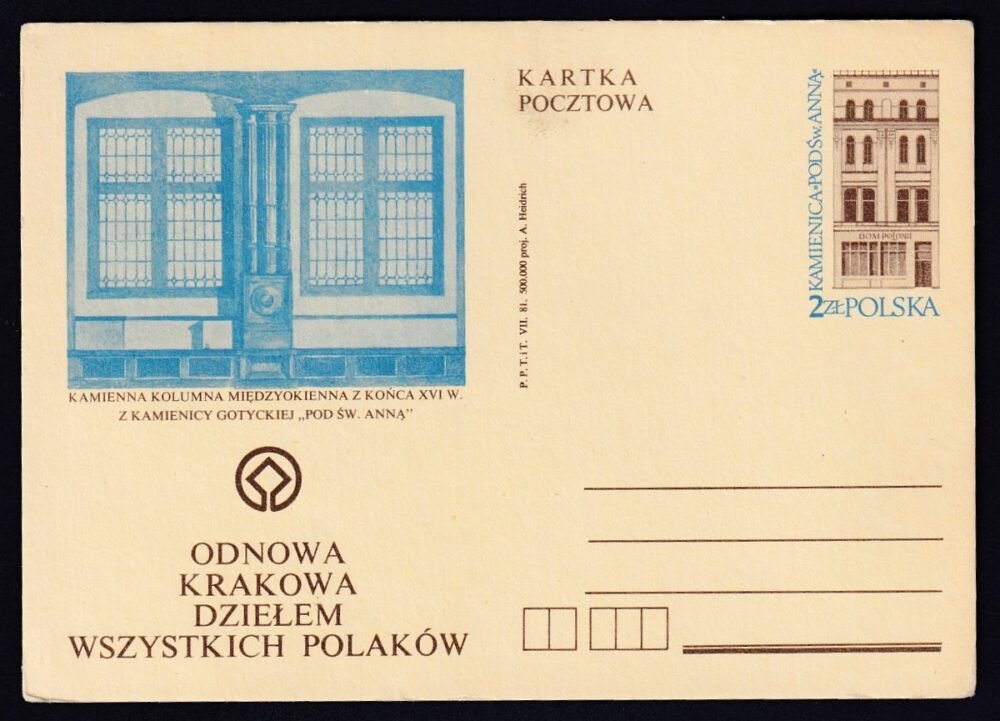 KARTKA
POCZTOWA
KAMIENICA•POD ŚW. ANNĄ•
DOM POLONII
2 ZŁ POLSKA
P.P.T.iT. VII. 81. 500.000 proj. A. Heidrich
KAMIENNA KOLUMNA MIĘDZYOKIENNA Z KOŃCA XVI W.
Z KAMIENICY GOTYCKIEJ „POD ŚW. ANNĄ”
ODNOWA
KRAKOWA
DZIEŁEM
WSZYSTKICH POLAKÓW